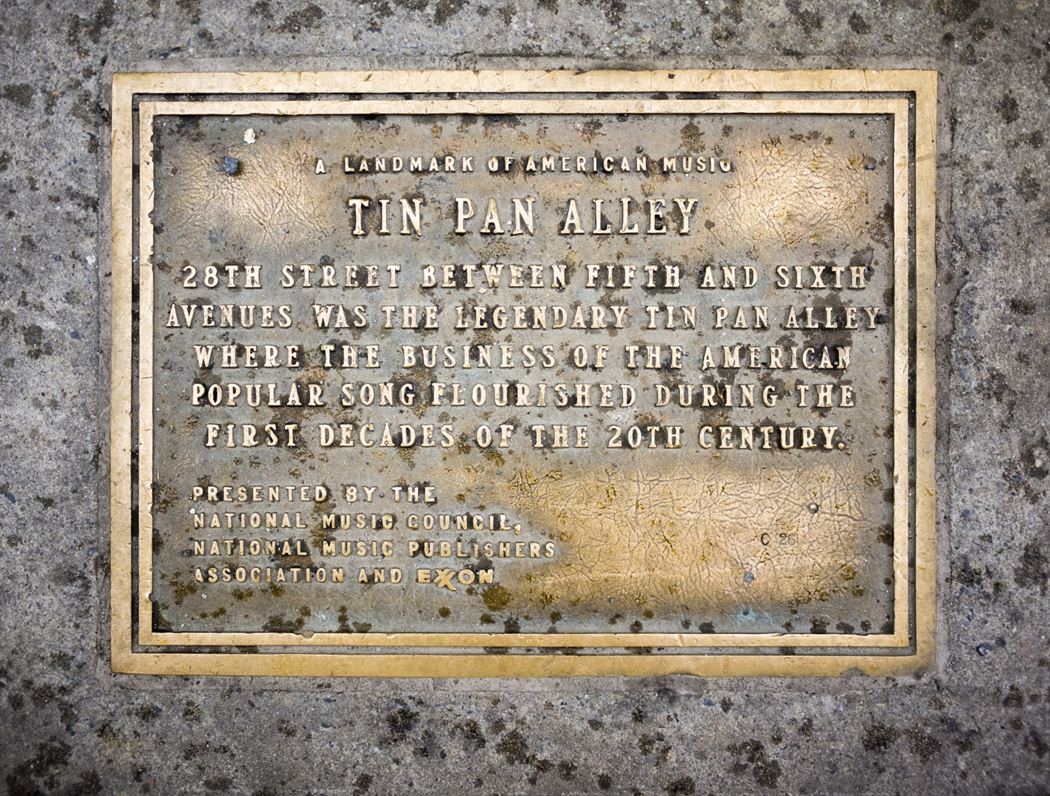 A LANDMARK OF AMERICAN MUSIC
TIN PAN ALLEY
28TH STREET BETWEEN FIFTH AND SIXTH
AVENUES WAS THE LEGENDARY TIN PAN ALLEY
WHERE THE BUSINESS OF THE AMERICAN
POPULAR SONG FLOURISHED DURING THE
FIRST DECADES OF THE 20TH CENTURY.
PRESENTED BY THE
NATIONAL MUSIC COUNCIL,
NATIONAL MUSIC PUBLISHERS
ASSOCIATION AND EXXON